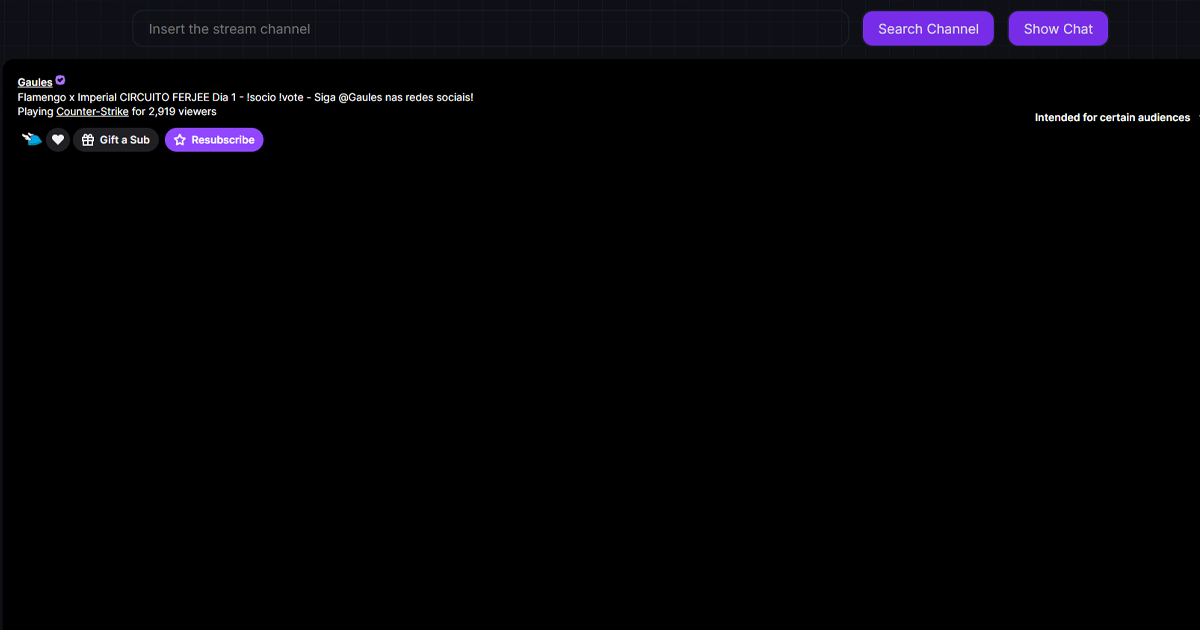 Insert the stream channel
Search Channel
Show Chat
Gaules
Flamengo x Imperial CIRCUITO FERJEE Dia 1 - !socio !vote - Siga @Gaules nas redes sociais!
Playing Counter-Strike for 2,919 viewers
Intended for certain audiences
Gift a Sub
Resubscribe